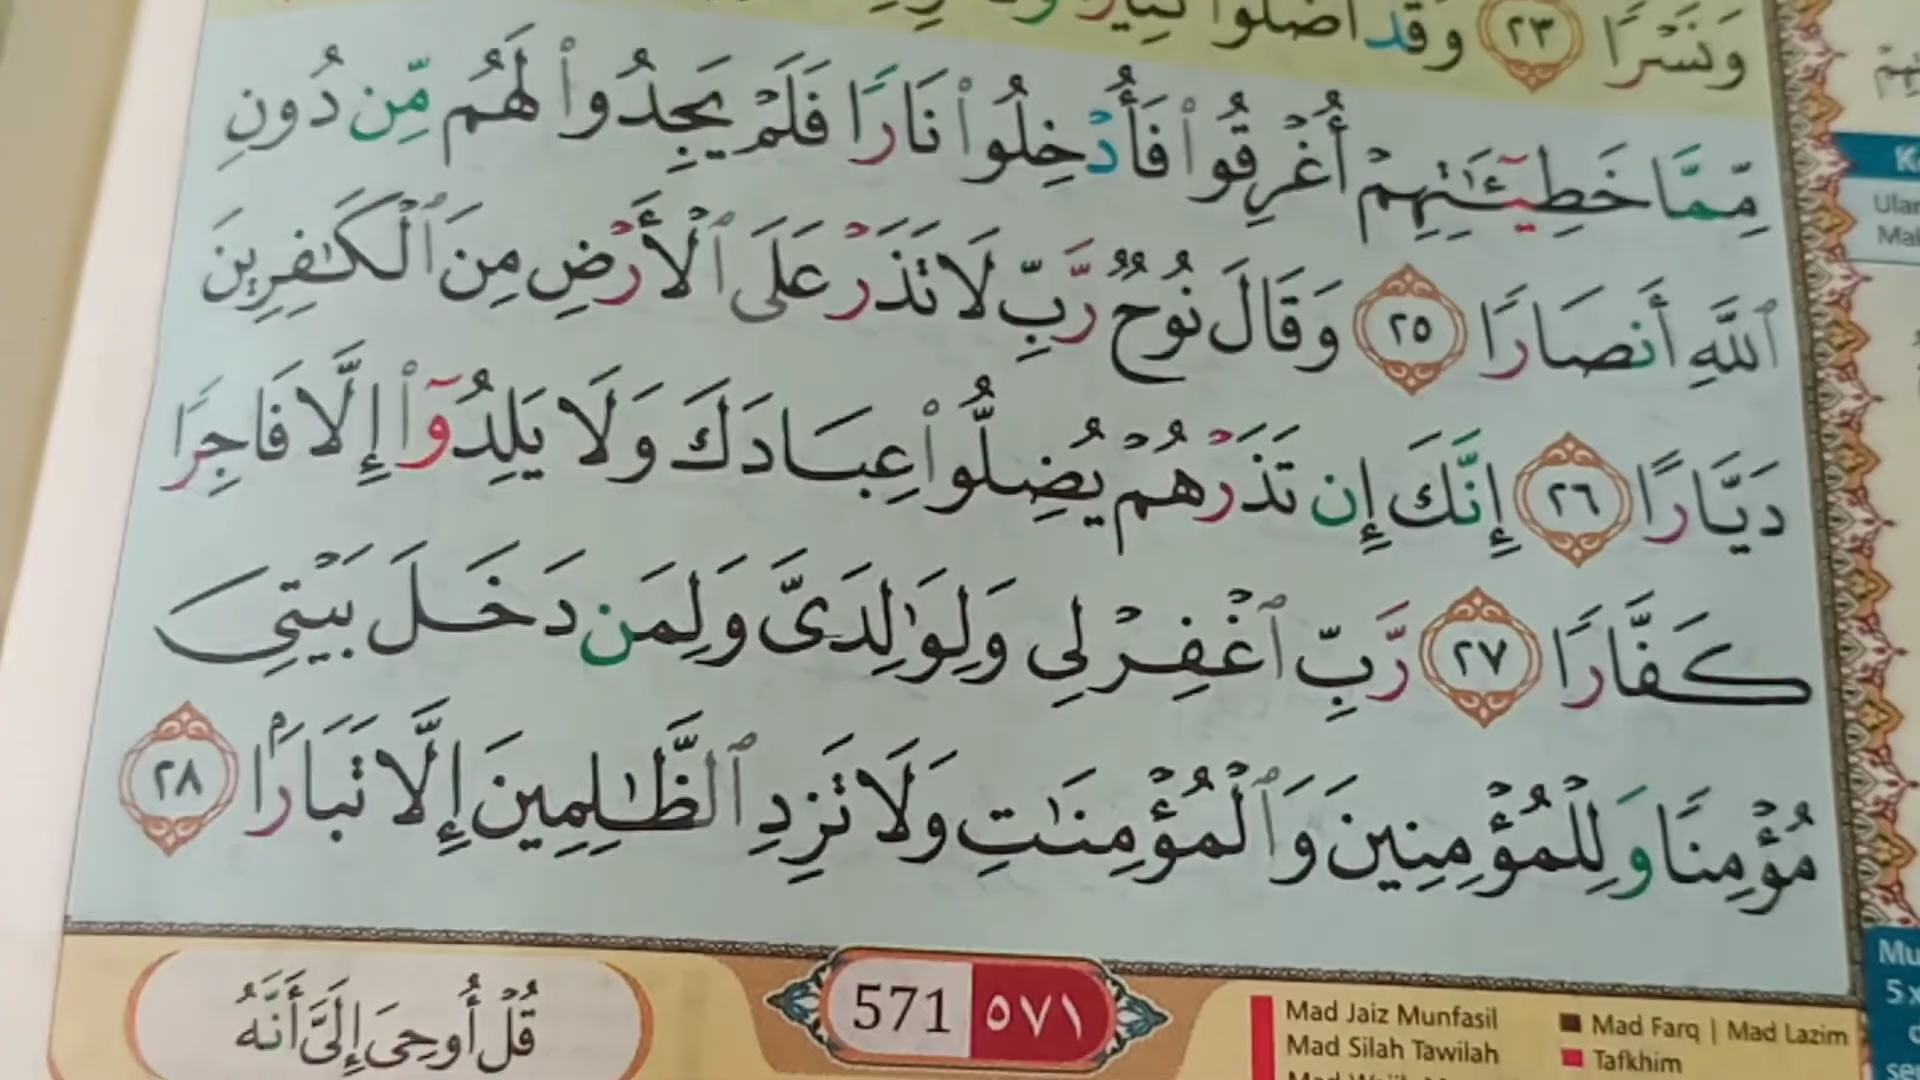 وَنَسْرًا ٢٣ وَقَدْ أَضَلُّوا۟ كَثِيرًا
مِّمَّا خَطِيٓـَٔـٰتِهِمْ أُغْرِقُوا۟ فَأُدْخِلُوا۟ نَارًا فَلَمْ يَجِدُوا۟ لَهُم مِّن دُونِ
ٱللَّهِ أَنصَارًا ٢٥ وَقَالَ نُوحٌ رَّبِّ لَا تَذَرْ عَلَى ٱلْأَرْضِ مِنَ ٱلْكَـٰفِرِينَ
دَيَّارًا ٢٦ إِنَّكَ إِن تَذَرْهُمْ يُضِلُّوا۟ عِبَادَكَ وَلَا يَلِدُوٓا۟ إِلَّا فَاجِرًا
كَفَّارًا ٢٧ رَّبِّ ٱغْفِرْ لِى وَلِوَٰلِدَىَّ وَلِمَن دَخَلَ بَيْتِىَ
مُؤْمِنًا وَلِلْمُؤْمِنِينَ وَٱلْمُؤْمِنَـٰتِ وَلَا تَزِدِ ٱلظَّـٰلِمِينَ إِلَّا تَبَارًۢا ٢٨
قُلْ أُوحِىَ إِلَىَّ أَنَّهُ
571 ٥٧١
Mad Jaiz Munfasil
Mad Silah Tawilah
Mad Farq | Mad Lazim
Tafkhim